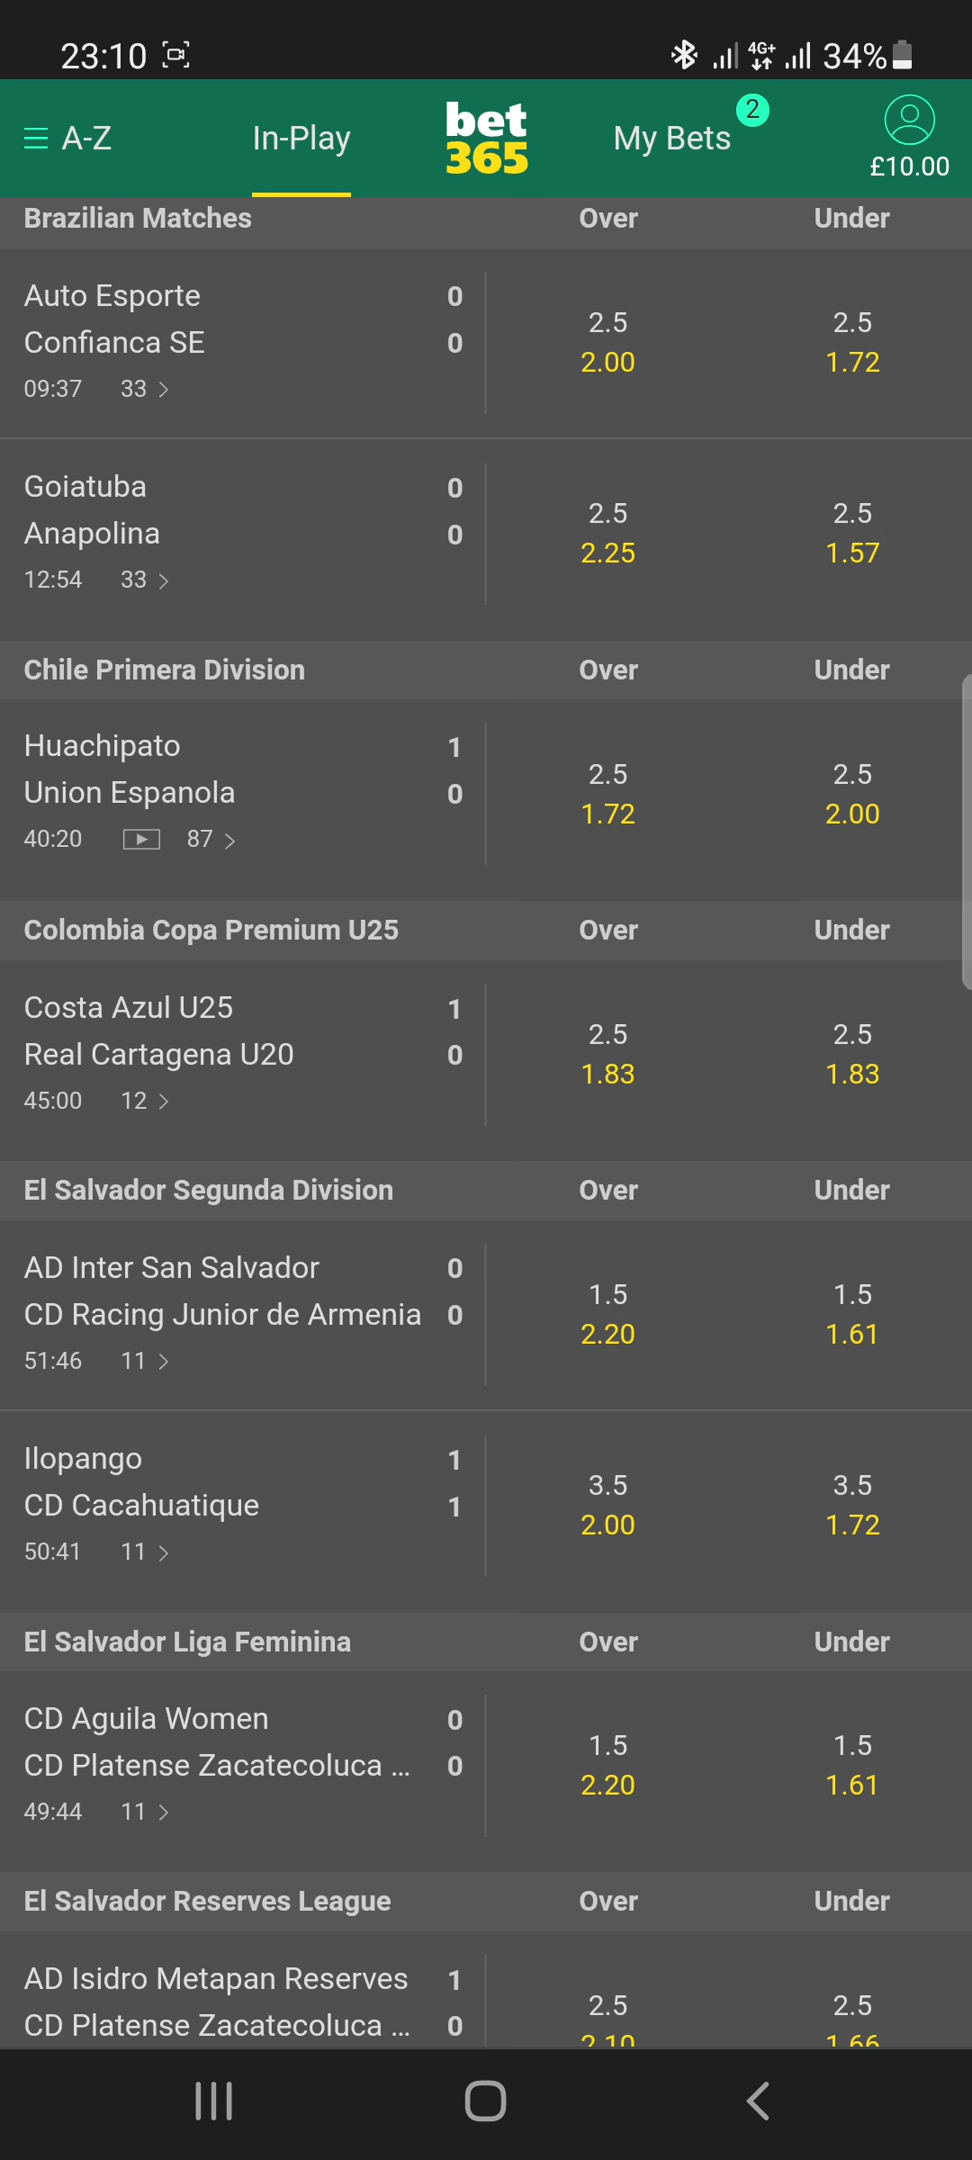 23:10 4G+ 34%
A-Z In-Play bet365 My Bets 2 £10.00
Brazilian Matches Over Under
Auto Esporte 0
Confianca SE 0
2.5 2.5
2.00 1.72
09:37 33 >
Goiatuba 0
Anapolina 0
2.5 2.5
2.25 1.57
12:54 33 >
Chile Primera Division Over Under
Huachipato 1
Union Espanola 0
2.5 2.5
1.72 2.00
40:20 87 >
Colombia Copa Premium U25 Over Under
Costa Azul U25 1
Real Cartagena U20 0
2.5 2.5
1.83 1.83
45:00 12 >
El Salvador Segunda Division Over Under
AD Inter San Salvador 0
CD Racing Junior de Armenia 0
1.5 1.5
2.20 1.61
51:46 11 >
Ilopango 1
CD Cacahuatique 1
3.5 3.5
2.00 1.72
50:41 11 >
El Salvador Liga Feminina Over Under
CD Aguila Women 0
CD Platense Zacatecoluca ... 0
1.5 1.5
2.20 1.61
49:44 11 >
El Salvador Reserves League Over Under
AD Isidro Metapan Reserves 1
CD Platense Zacatecoluca ... 0
2.5 2.5
2.10 1.66